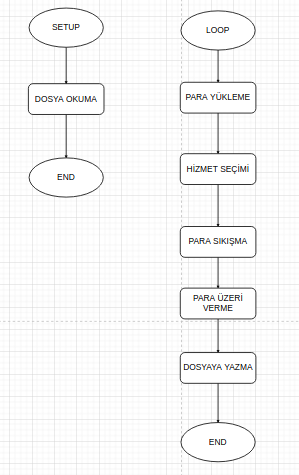 SETUP
DOSYA OKUMA
END
LOOP
PARA YÜKLEME
HİZMET SEÇİMİ
PARA SIKIŞMA
PARA ÜZERİ
VERME
DOSYAYA YAZMA
END